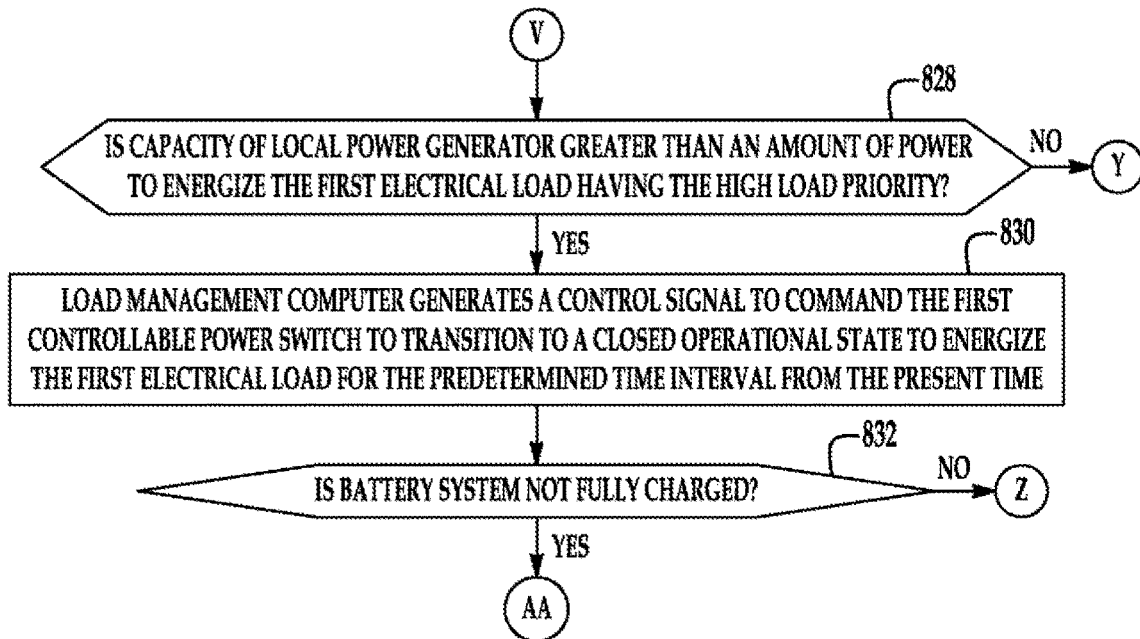 V
828
IS CAPACITY OF LOCAL POWER GENERATOR GREATER THAN AN AMOUNT OF POWER
TO ENERGIZE THE FIRST ELECTRICAL LOAD HAVING THE HIGH LOAD PRIORITY?
NO
Y
YES
830
LOAD MANAGEMENT COMPUTER GENERATES A CONTROL SIGNAL TO COMMAND THE FIRST
CONTROLLABLE POWER SWITCH TO TRANSITION TO A CLOSED OPERATIONAL STATE TO ENERGIZE
THE FIRST ELECTRICAL LOAD FOR THE PREDETERMINED TIME INTERVAL FROM THE PRESENT TIME
832
IS BATTERY SYSTEM NOT FULLY CHARGED?
NO
Z
YES
AA